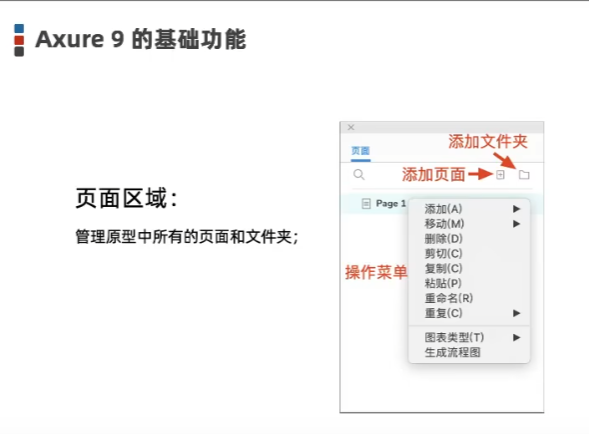 Axure 9 的基础功能
页面区域：
管理原型中所有的页面和文件夹；
页面
添加文件夹
添加页面
Page 1
操作菜单
添加(A)
移动(M)
删除(D)
剪切(C)
复制(C)
粘贴(P)
重命名(R)
重复(C)
图表类型(T)
生成流程图